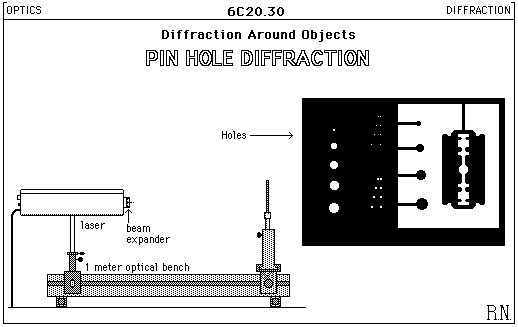 OPTICS
6C20.30
DIFFRACTION
Diffraction Around Objects
PIN HOLE DIFFRACTION
Holes
laser
beam
expander
1 meter optical bench
R.N.